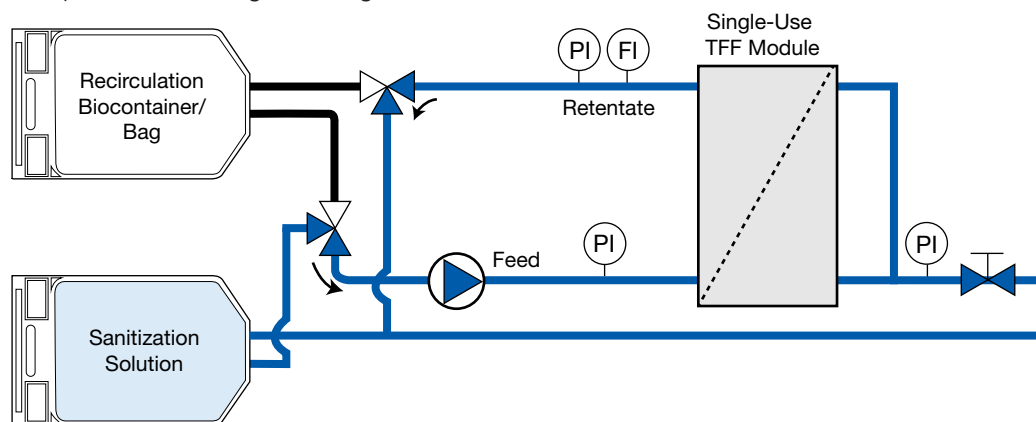 Single-Use
TFF Module
PI
FI
Recirculation
Biocontainer/
Bag
Retentate
PI
PI
Feed
Sanitization
Solution